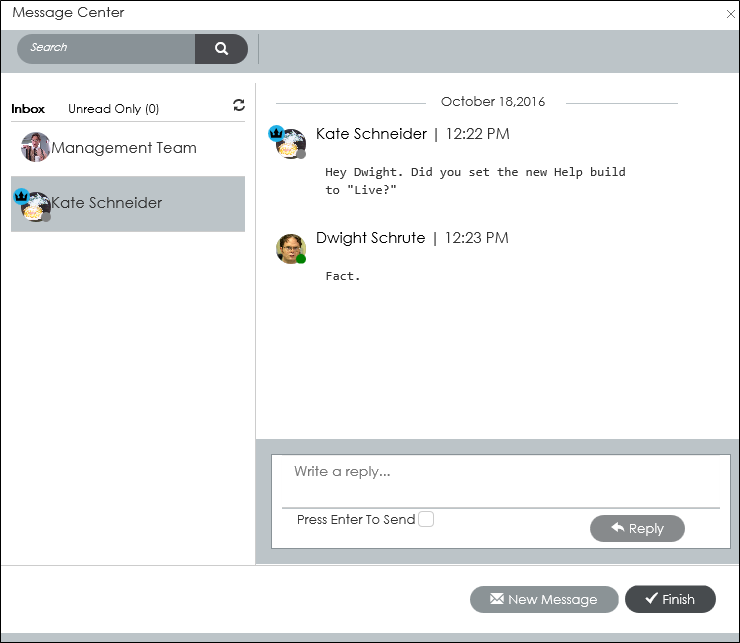 Message Center
Search
Inbox Unread Only (0)
Management Team
Kate Schneider
October 18,2016
Kate Schneider | 12:22 PM
Hey Dwight. Did you set the new Help build
to "Live?"
Dwight Schrute | 12:23 PM
Fact.
Write a reply...
Press Enter To Send
Reply
New Message
Finish